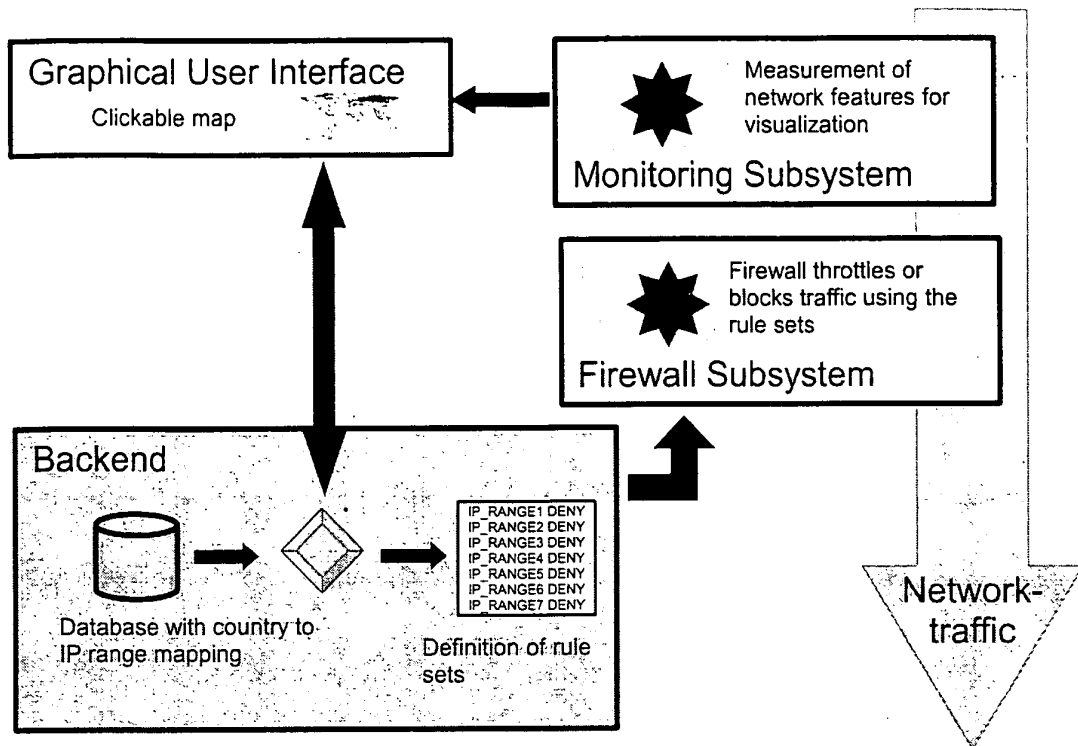 Graphical User Interface
Clickable map
Measurement of
network features for
visualization
Monitoring Subsystem
Firewall throttles or
blocks traffic using the
rule sets
Firewall Subsystem
Backend
IP_RANGE1 DENY
IP_RANGE2 DENY
IP_RANGE3 DENY
IP_RANGE4 DENY
IP_RANGE5 DENY
IP_RANGE6 DENY
IP_RANGE7 DENY
Database with country to
IP range mapping
Definition of rule
sets
Network-
traffic